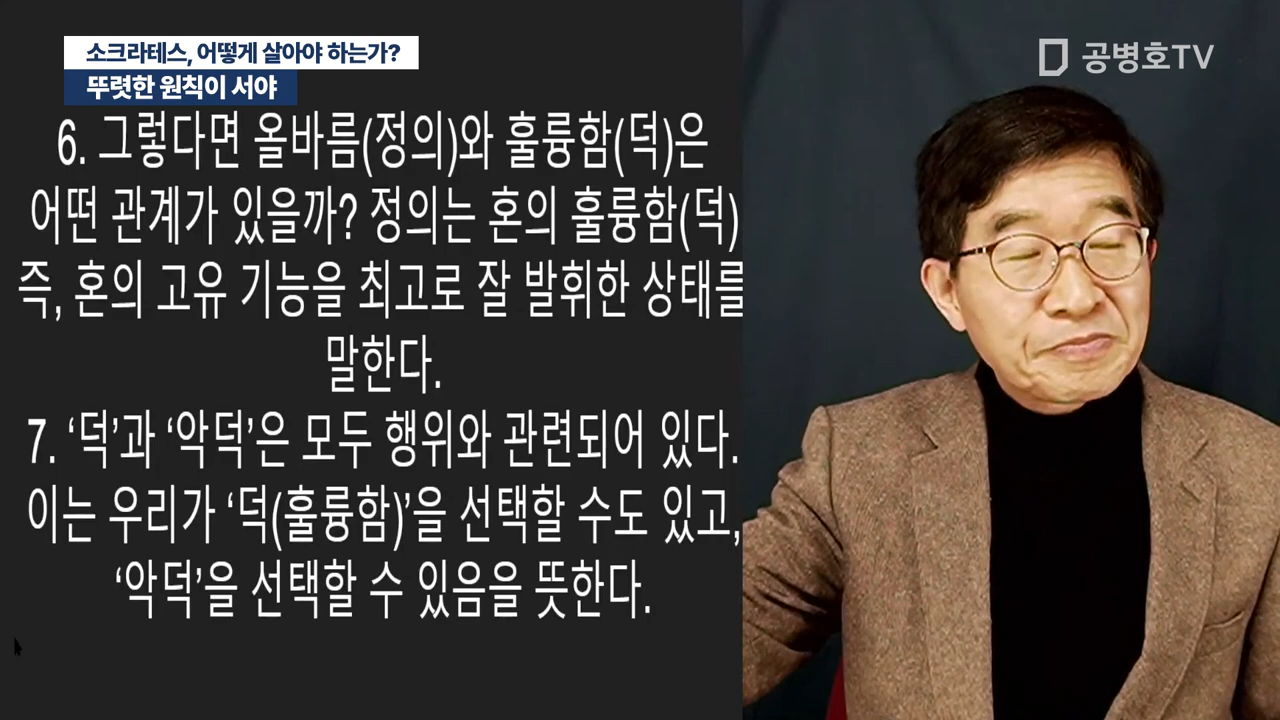 소크라테스, 어떻게 살아야 하는가?
뚜렷한 원칙이 서야
공병호TV
6. 그렇다면 올바름(정의)와 훌륭함(덕)은
어떤 관계가 있을까? 정의는 혼의 훌륭함(덕)
즉, 혼의 고유 기능을 최고로 잘 발휘한 상태를
말한다.
7. ‘덕’과 ‘악덕’은 모두 행위와 관련되어 있다.
이는 우리가 ‘덕(훌륭함)’을 선택할 수도 있고,
‘악덕’을 선택할 수 있음을 뜻한다.